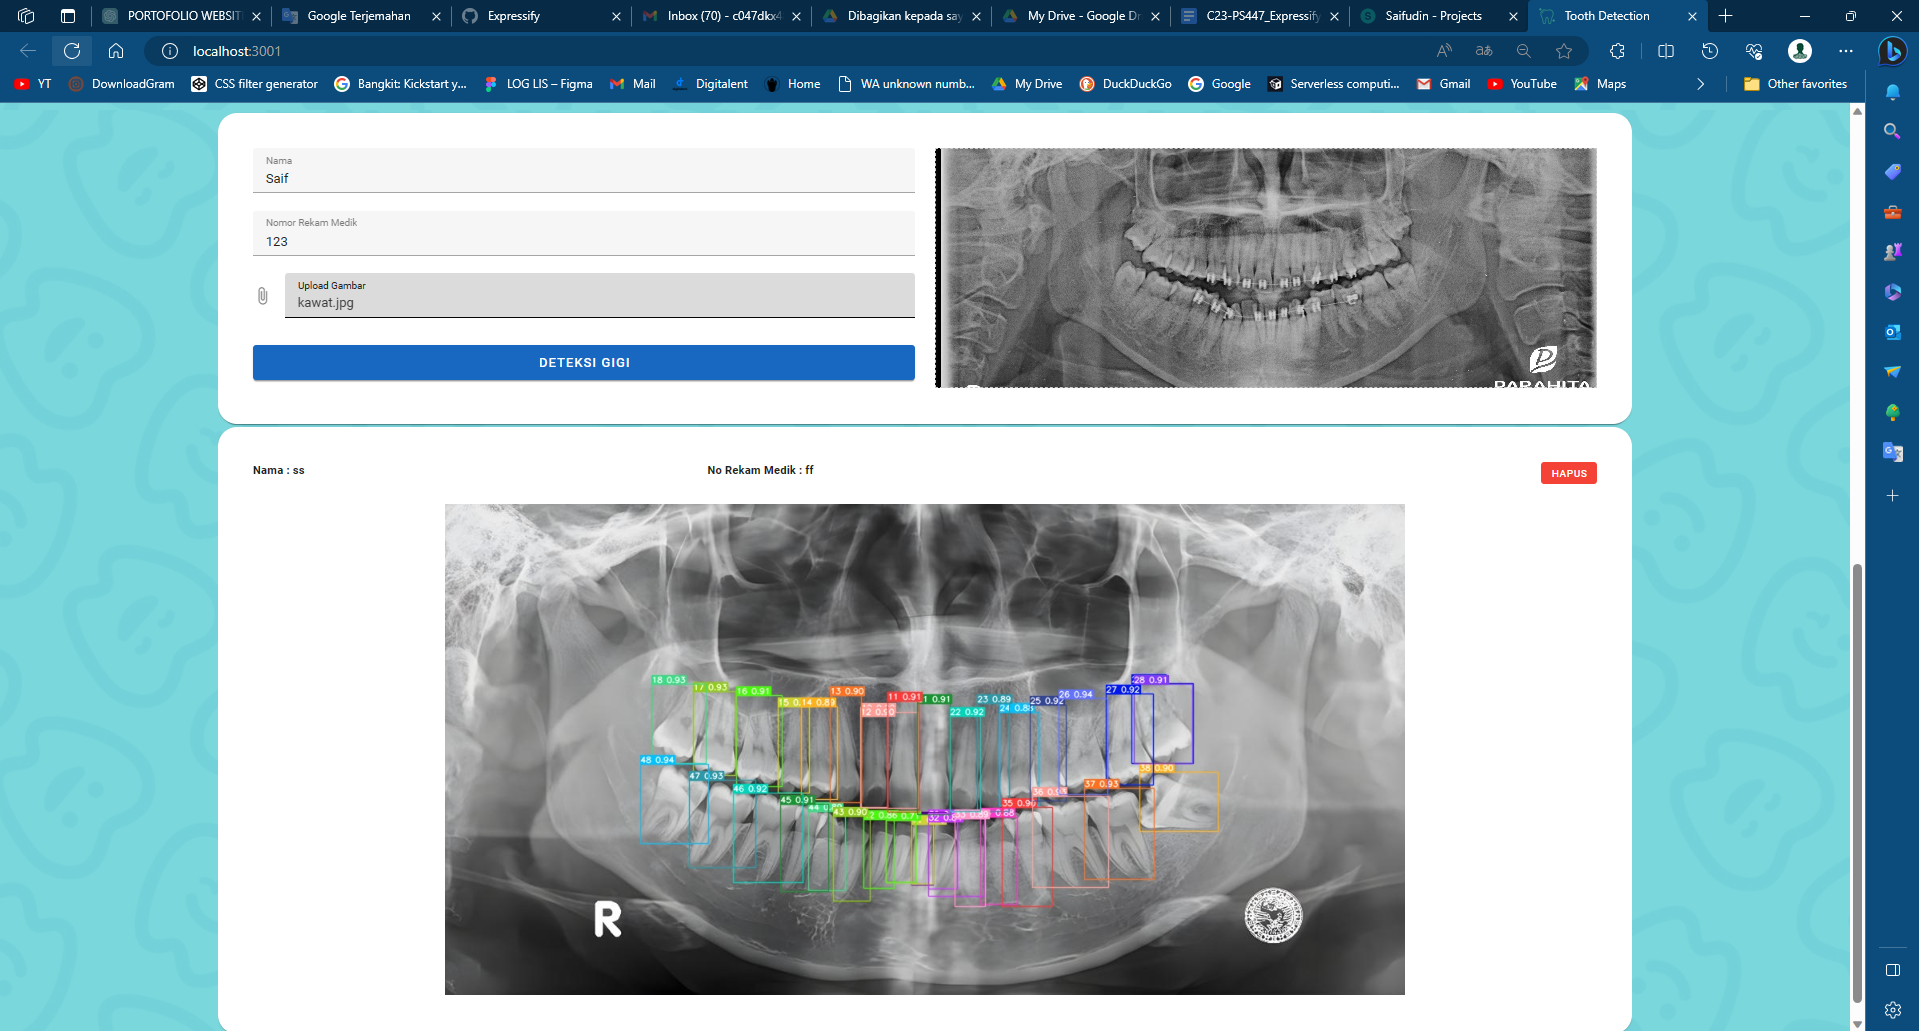 PORTOFOLIO WEBSIT
Google Terjemahan
Expressify
Inbox (70) - c047dkx4
Dibagikan kepada say
My Drive - Google Dr
C23-PS447_Expressify
Saifudin - Projects
Tooth Detection
localhost:3001
YT
DownloadGram
CSS filter generator
Bangkit: Kickstart y...
LOG LIS – Figma
Mail
Digitalent
Home
WA unknown numb...
My Drive
DuckDuckGo
Google
Serverless computi...
Gmail
YouTube
Maps
Other favorites
Nama
Saif
Nomor Rekam Medik
123
Upload Gambar
kawat.jpg
DETEKSI GIGI
PARAHITA
Nama : ss
No Rekam Medik : ff
HAPUS
18 0.93
17 0.93
16 0.91
15 0.
14 0.89
13 0.90
12 0.90
11 0.91
1 0.91
22 0.92
23 0.89
24 0.88
25 0.92
26 0.94
27 0.92
28 0.91
48 0.94
47 0.93
46 0.92
45 0.91
44 0.89
43 0.90
2 0.86
0.71
32 0.8
33 0.89
0.88
35 0.90
36 0.93
37 0.93
38 0.90
R